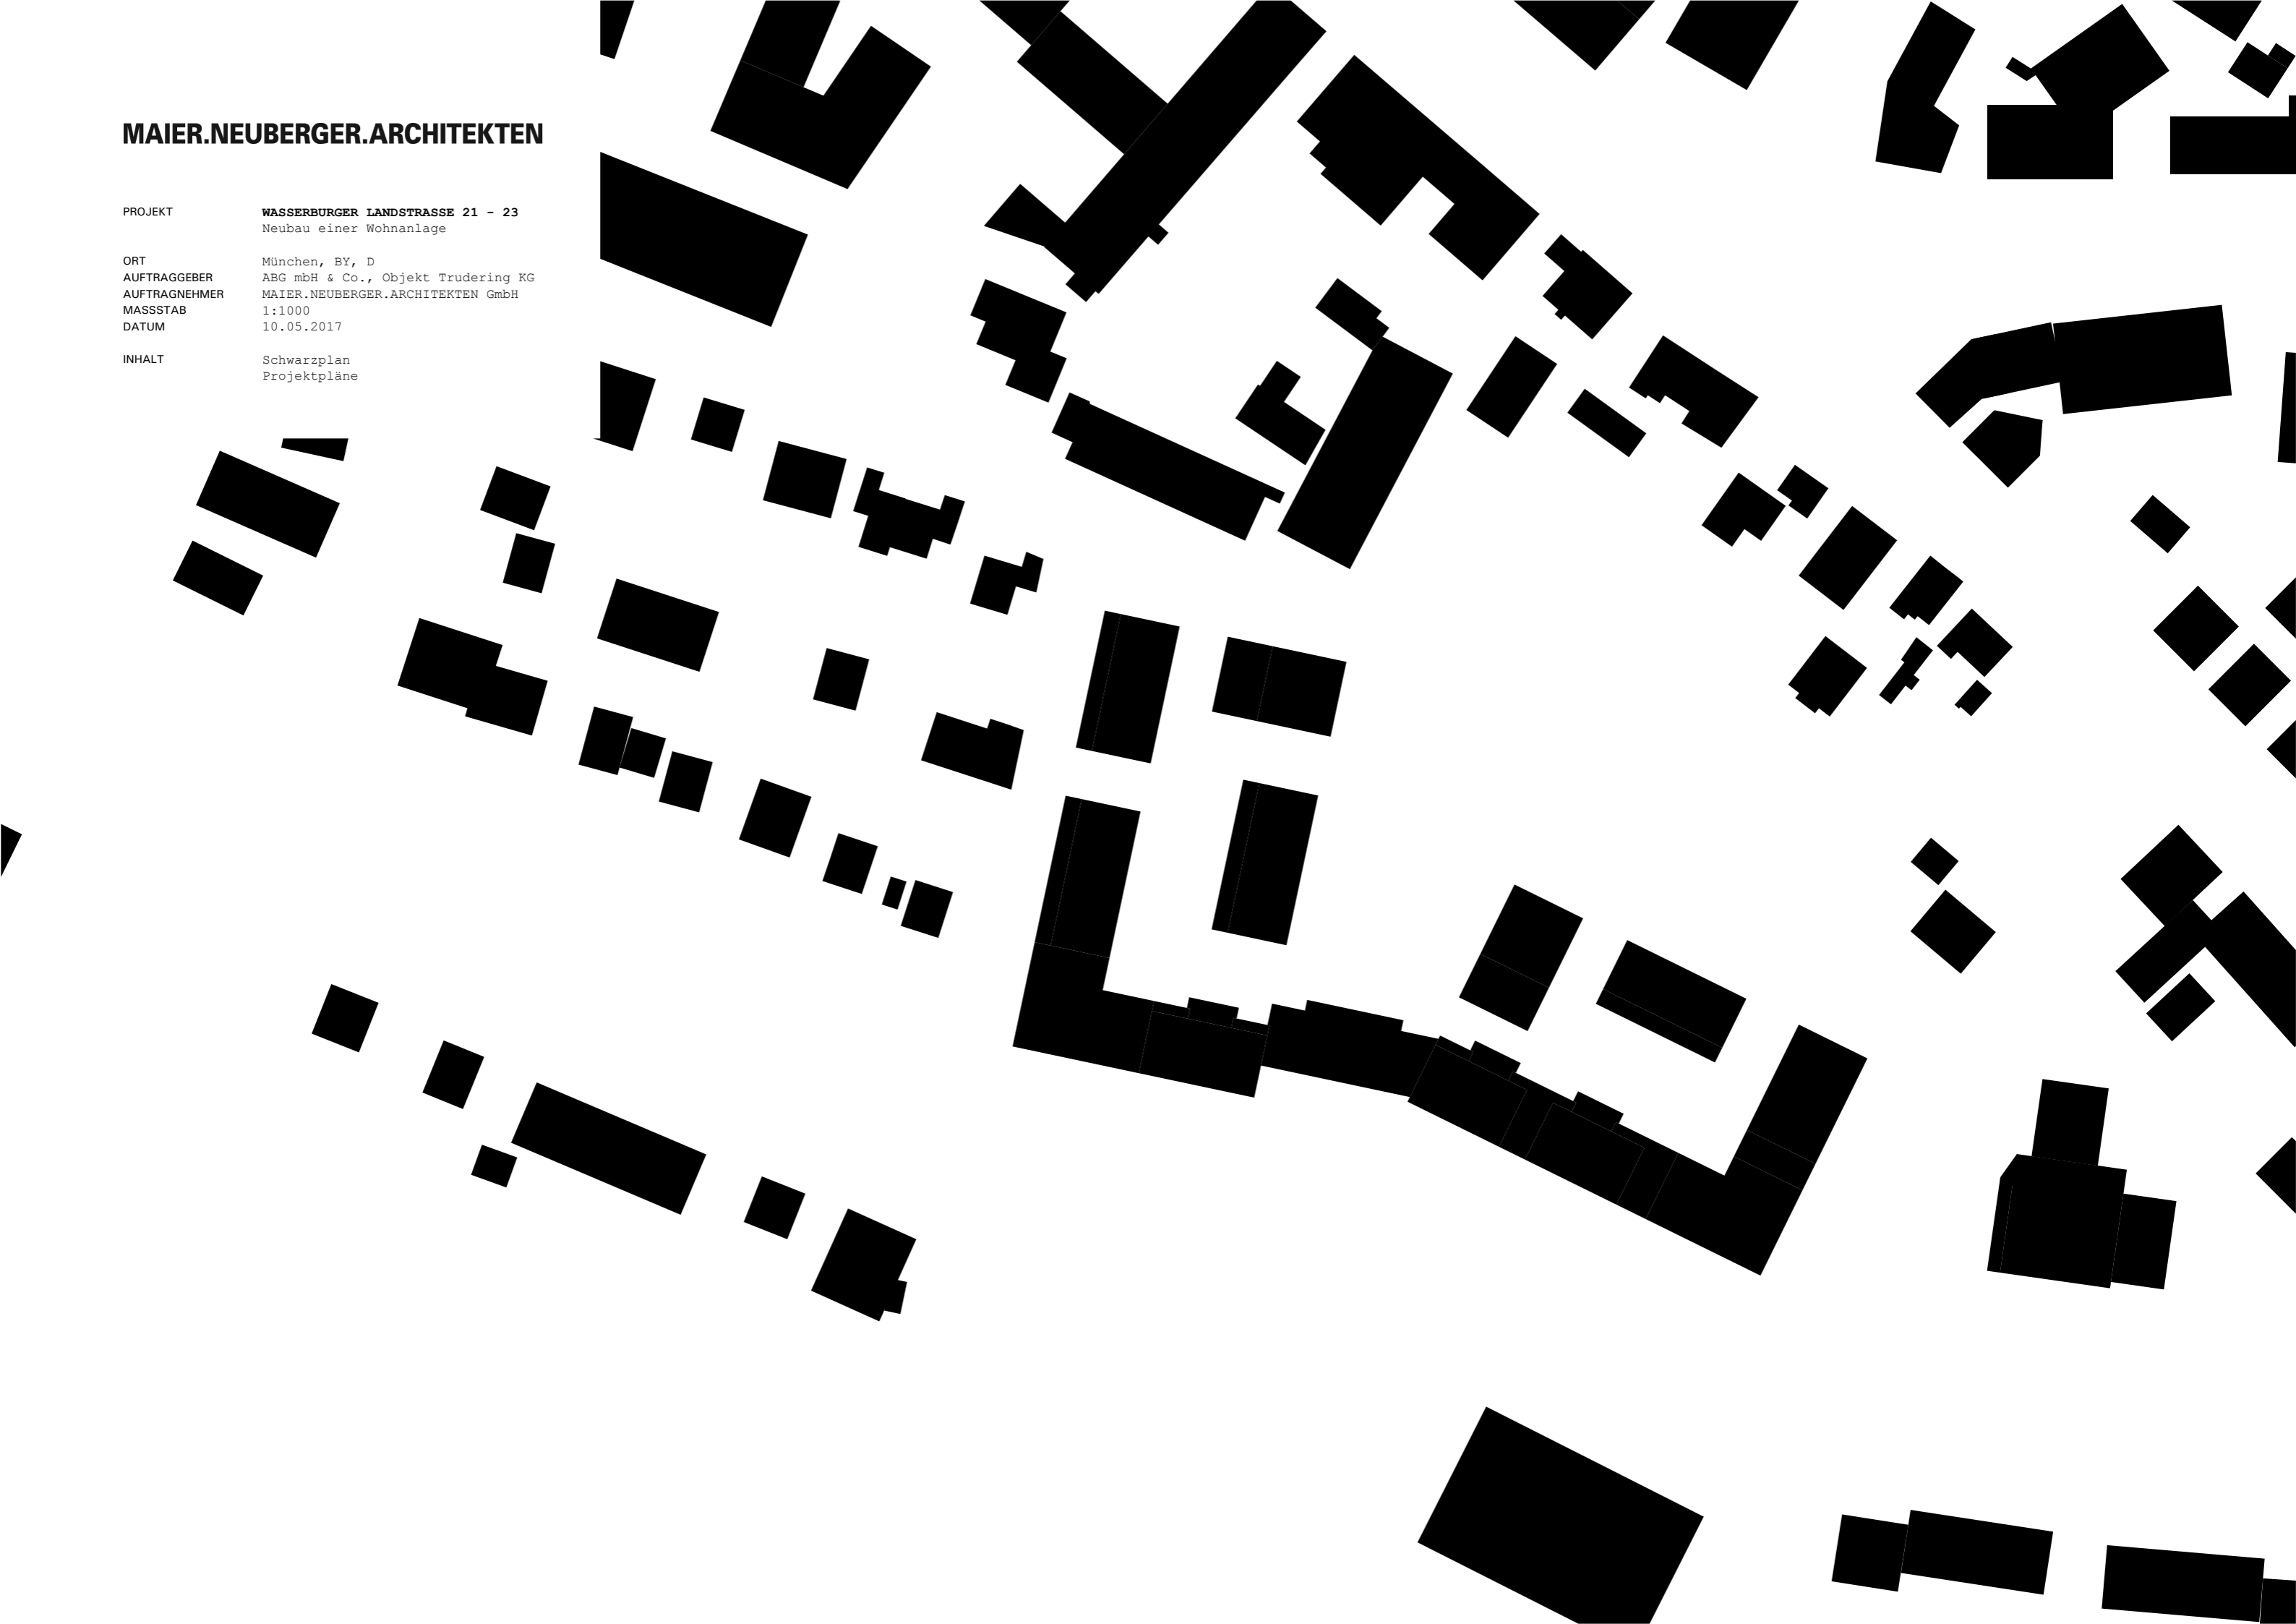 MAIER.NEUBERGER.ARCHITEKTEN
PROJEKT WASSERBURGER LANDSTRASSE 21 - 23
Neubau einer Wohnanlage
ORT München, BY, D
AUFTRAGGEBER ABG mbH & Co., Objekt Trudering KG
AUFTRAGNEHMER MAIER.NEUBERGER.ARCHITEKTEN GmbH
MASSSTAB 1:1000
DATUM 10.05.2017
INHALT Schwarzplan
Projektpläne